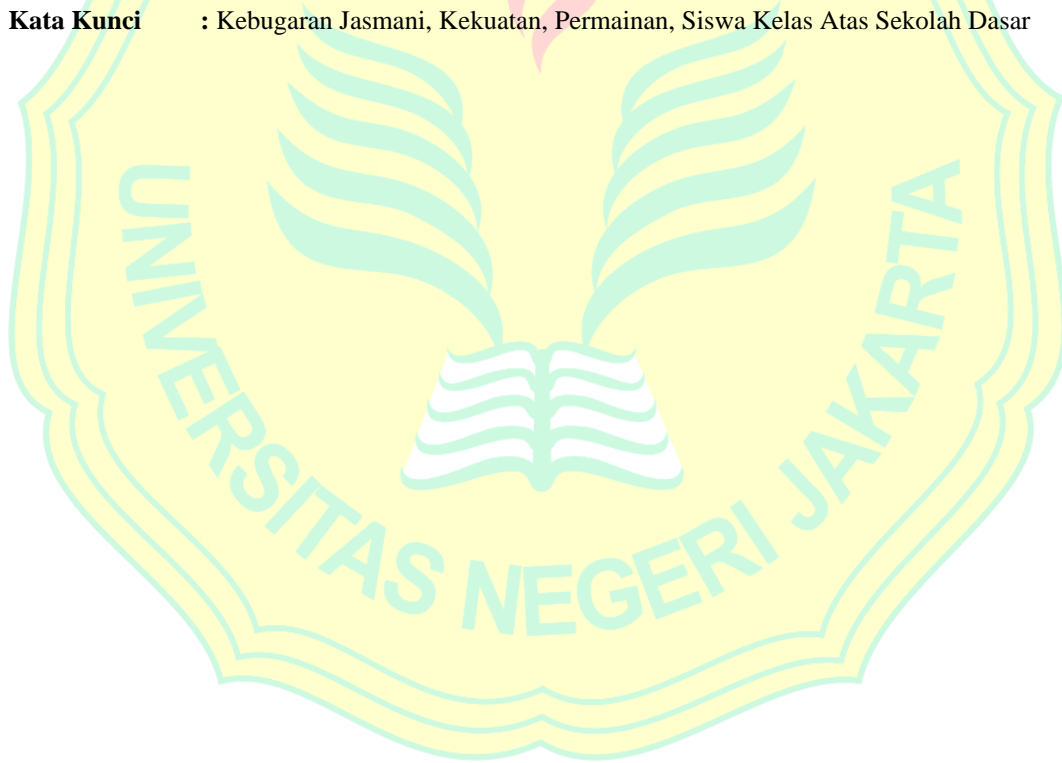 Kata Kunci : Kebugaran Jasmani, Kekuatan, Permainan, Siswa Kelas Atas Sekolah Dasar
UNIVERSITAS NEGERI JAKARTA